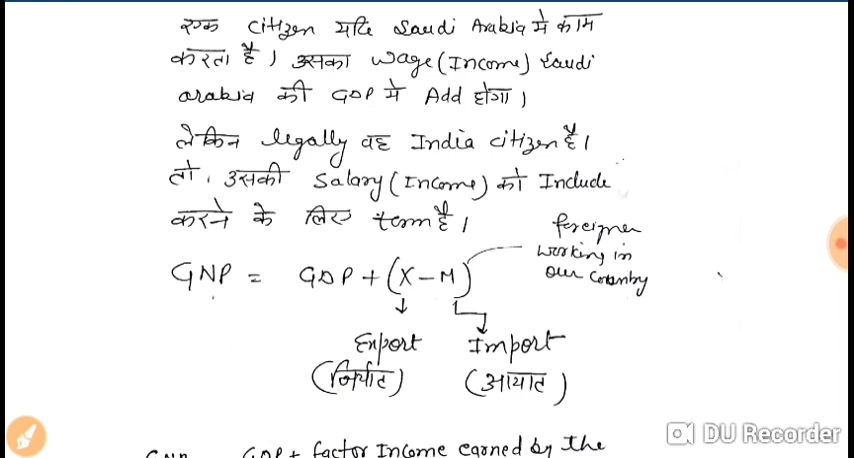 एक citizen यदि Saudi Arabia मे काम
करता है। उसका wage (Income) Saudi
arabia की GDP मे Add होगा।
लेकिन legally वह India citizen है।
तो, उसकी Salary (Income) को Include
करने के लिए term है।
foreigner
working in
our country
GNP = GDP + (X-M)
Export Import
(निर्यात) (आयात)
GNP GDP + factor Income earned by the
DU Recorder